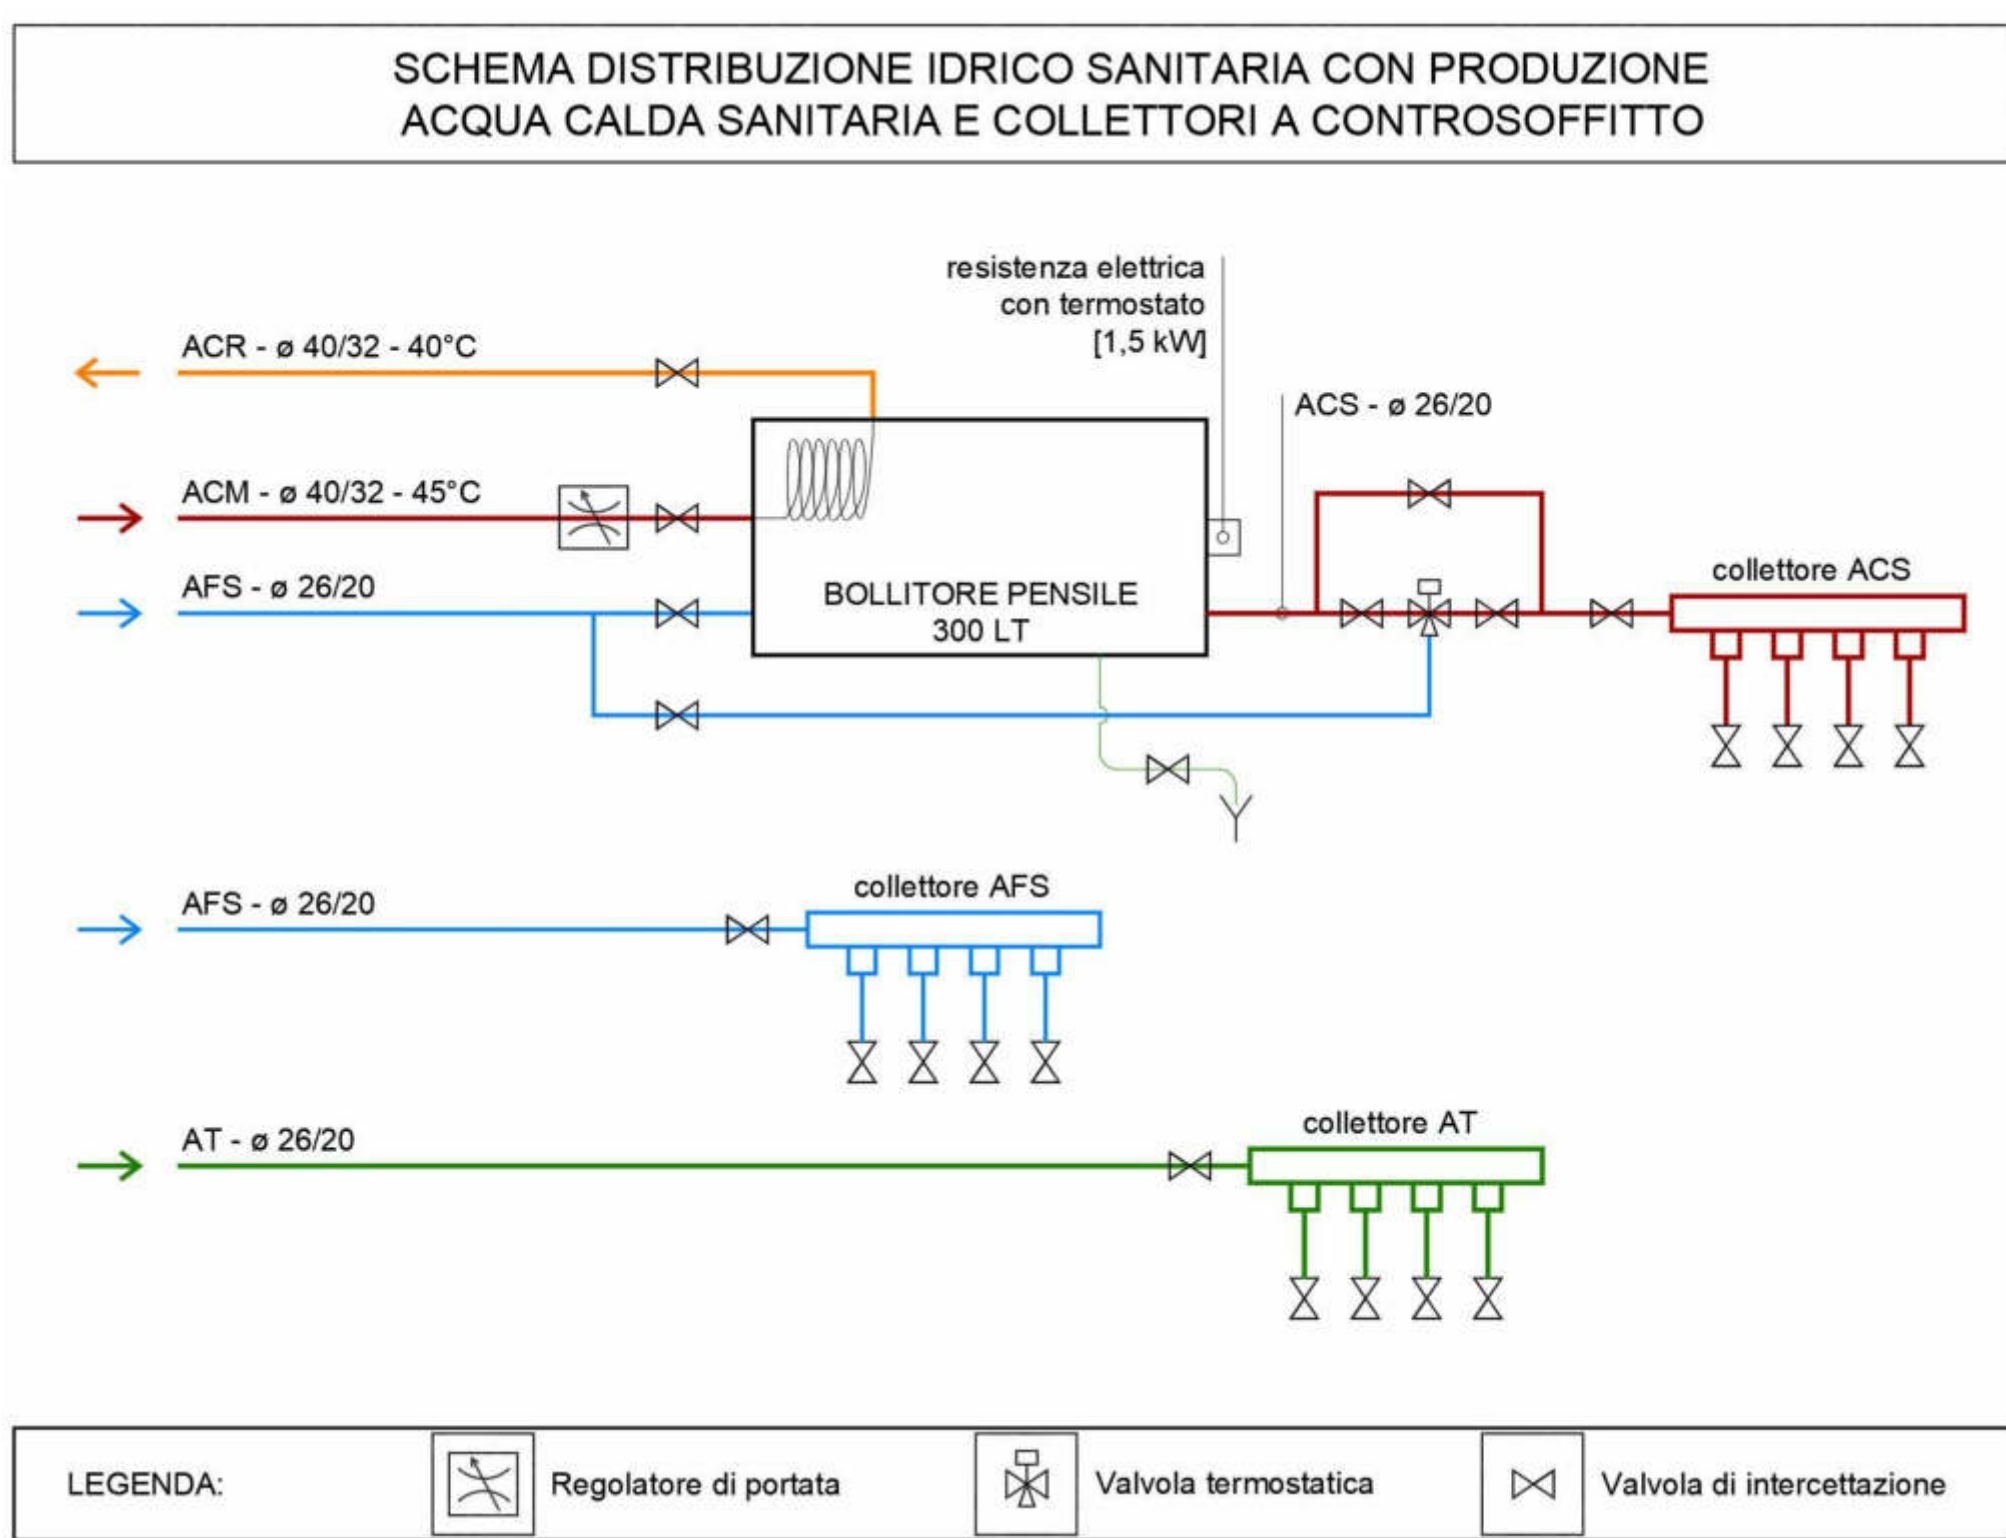 SCHEMA DISTRIBUZIONE IDRICO SANITARIA CON PRODUZIONE
ACQUA CALDA SANITARIA E COLLETTORI A CONTROSOFFITTO
resistenza elettrica
con termostato
[1,5 kW]
ACR - ø 40/32 - 40°C
ACS - ø 26/20
ACM - ø 40/32 - 45°C
AFS - ø 26/20
BOLLITORE PENSILE
300 LT
collettore ACS
collettore AFS
AFS - ø 26/20
collettore AT
AT - ø 26/20
LEGENDA:
Regolatore di portata
Valvola termostatica
Valvola di intercettazione